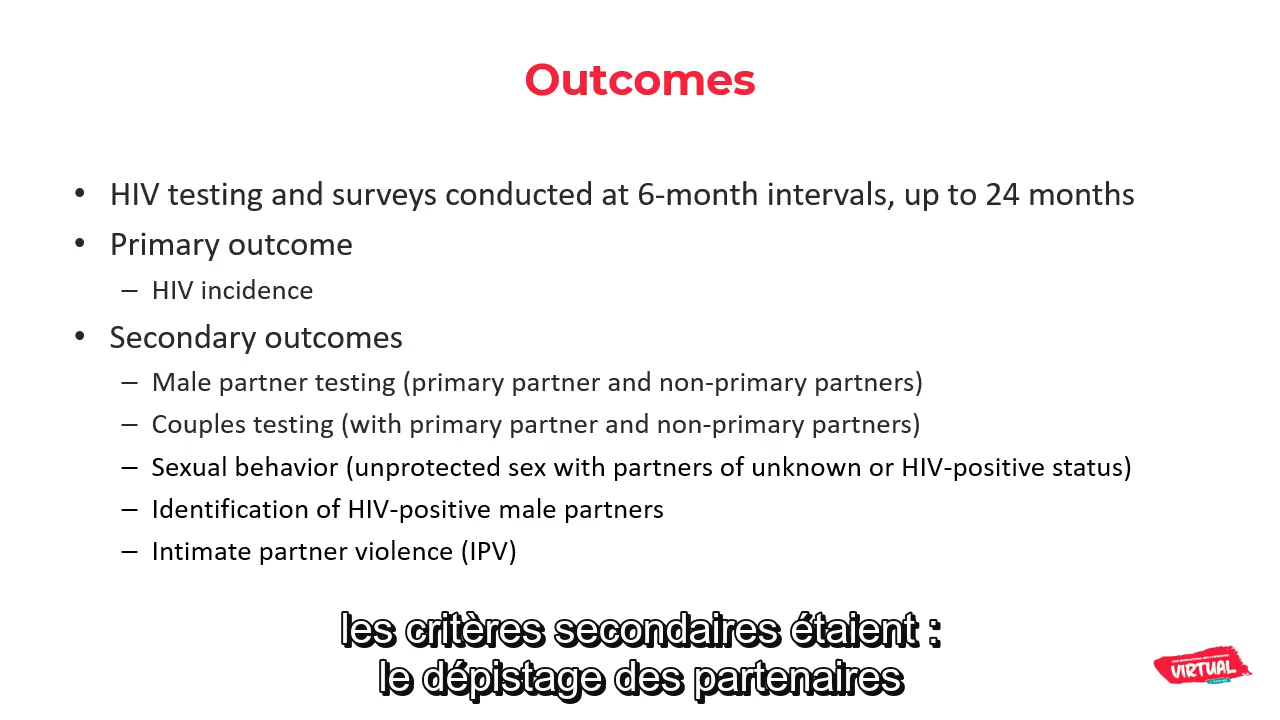 Outcomes
• HIV testing and surveys conducted at 6-month intervals, up to 24 months
• Primary outcome
– HIV incidence
• Secondary outcomes
– Male partner testing (primary partner and non-primary partners)
– Couples testing (with primary partner and non-primary partners)
– Sexual behavior (unprotected sex with partners of unknown or HIV-positive status)
– Identification of HIV-positive male partners
– Intimate partner violence (IPV)
les critères secondaires étaient :
le dépistage des partenaires
VIRTUAL